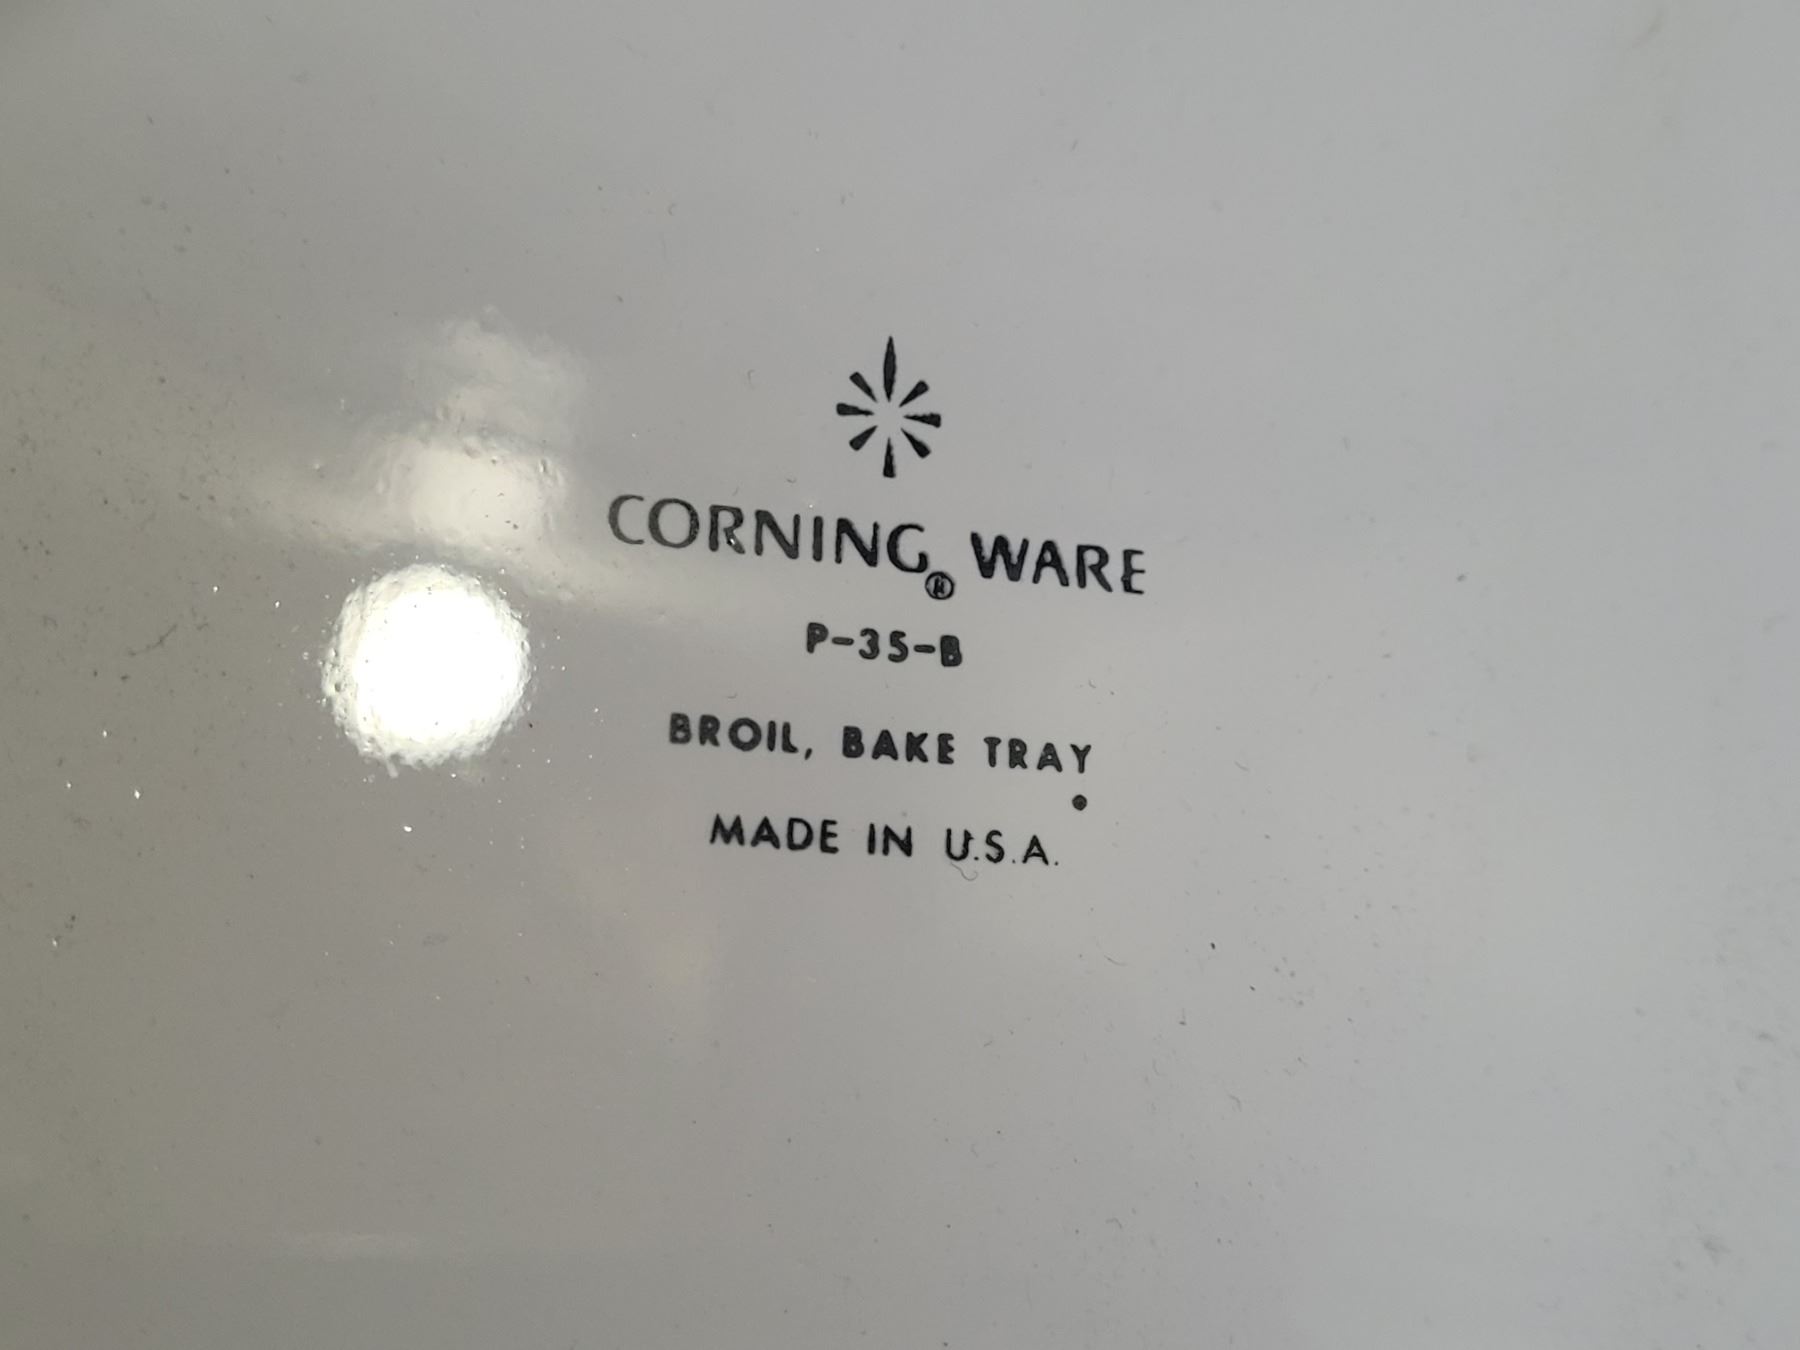 CORNING® WARE
P-35-B
BROIL, BAKE TRAY
MADE IN U.S.A.